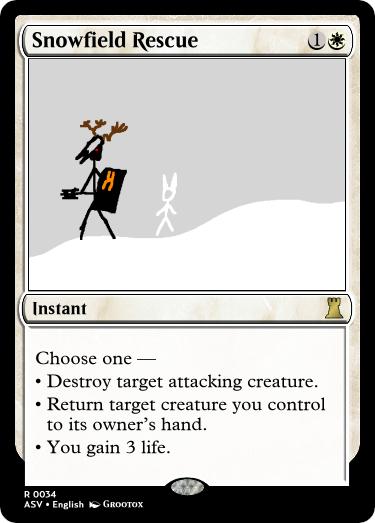 Snowfield Rescue 1
Instant
Choose one —
• Destroy target attacking creature.
• Return target creature you control
to its owner's hand.
• You gain 3 life.
R 0034
ASV • English Grootox